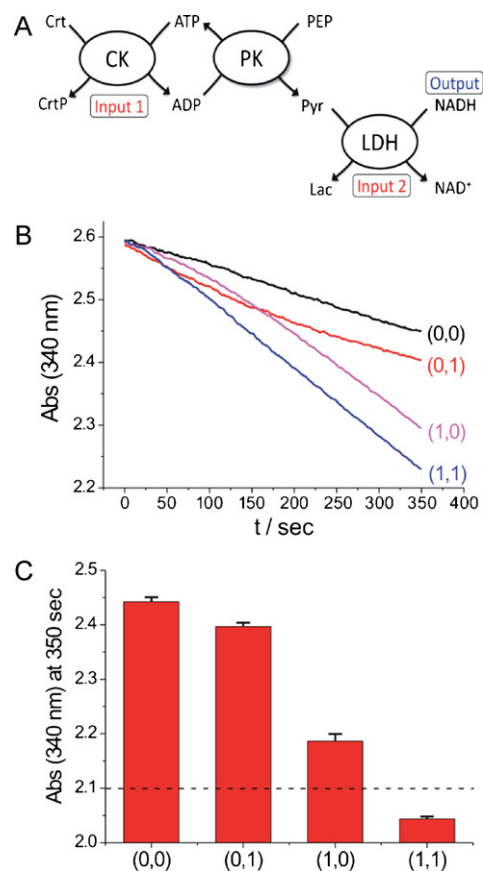 A
Crt
ATP
PEP
CK
PK
CrtP
Input 1
ADP
Pyr
Output
NADH
LDH
Lac
Input 2
NAD+
B
Abs (340 nm)
2.6
2.5
2.4
2.3
2.2
(0,0)
(0,1)
(1,0)
(1,1)
0 50 100 150 200 250 300 350 400
t / sec
C
Abs (340 nm) at 350 sec
2.5
2.4
2.3
2.2
2.1
2.0
(0,0) (0,1) (1,0) (1,1)